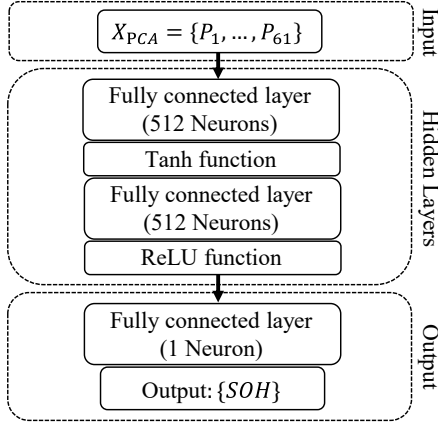 X_PCA = {P_1, …, P_61}
Input
Fully connected layer
(512 Neurons)
Tanh function
Fully connected layer
(512 Neurons)
ReLU function
Hidden Layers
Fully connected layer
(1 Neuron)
Output: {SOH}
Output